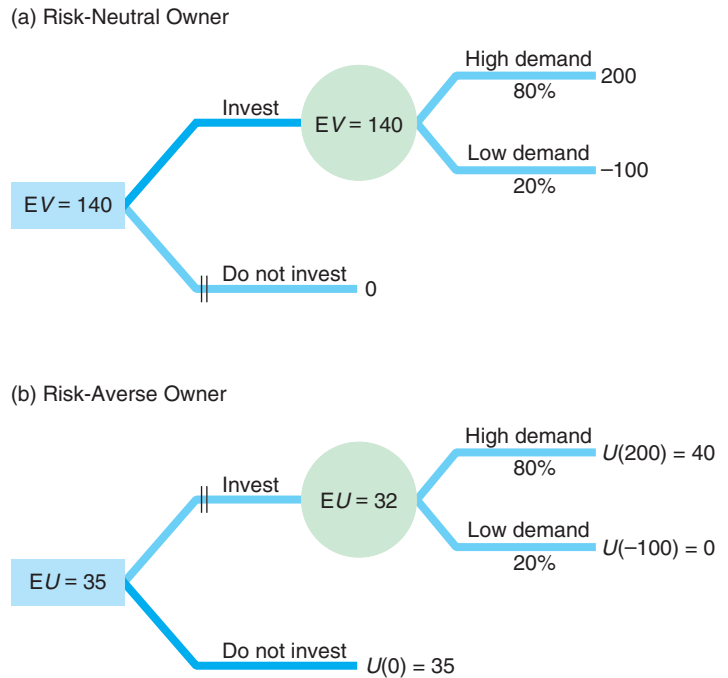 (a) Risk-Neutral Owner
High demand
200
80%
Invest
EV = 140
Low demand
–100
20%
EV = 140
Do not invest
0
(b) Risk-Averse Owner
High demand
U(200) = 40
80%
Invest
EU = 32
Low demand
U(–100) = 0
20%
EU = 35
Do not invest
U(0) = 35